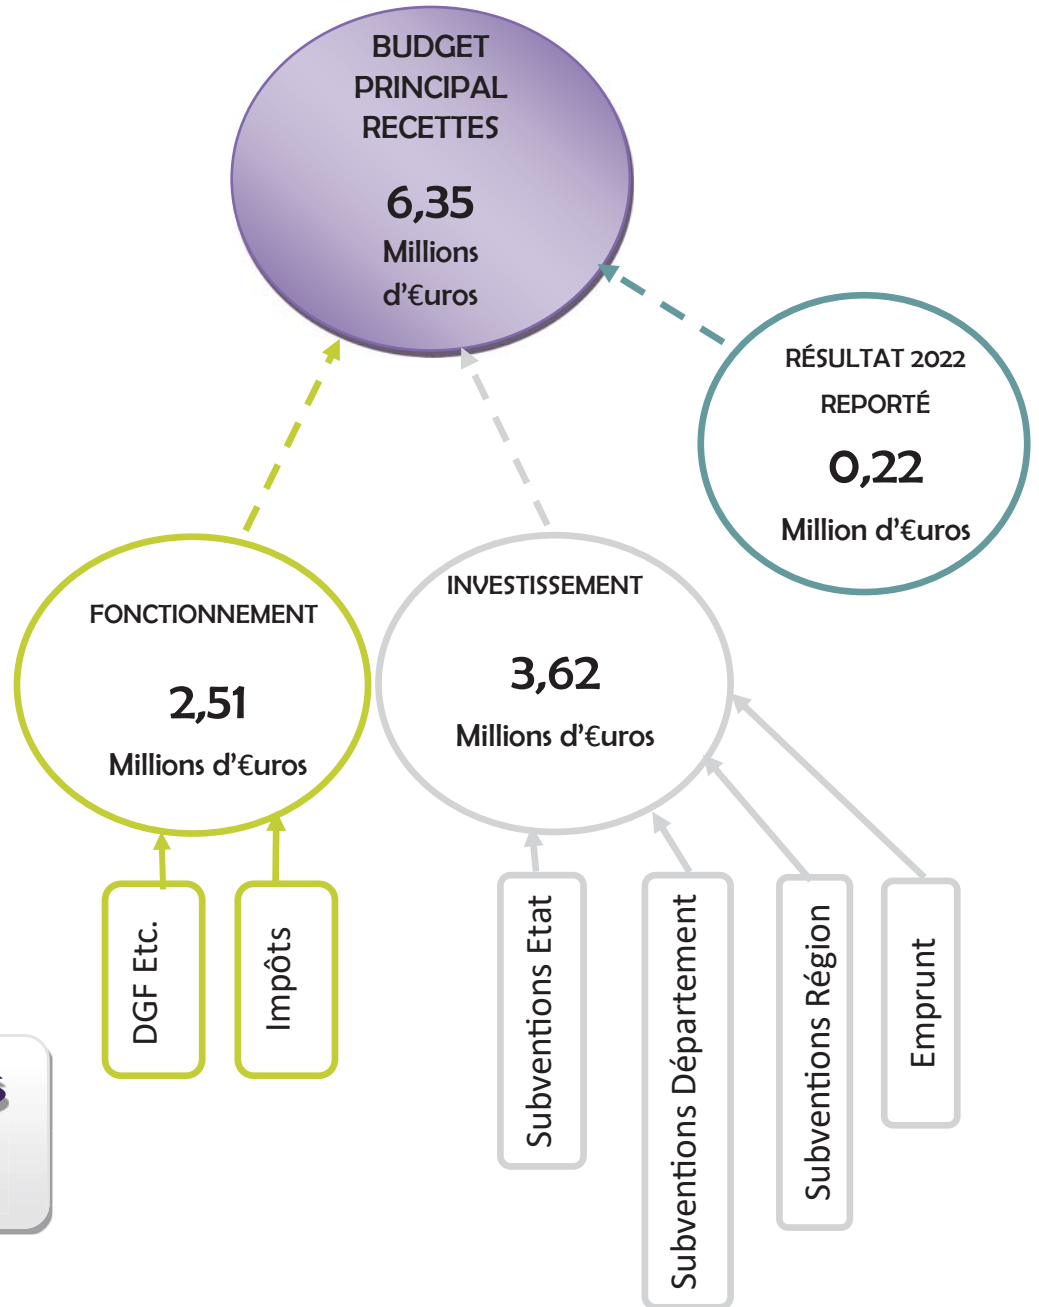 BUDGET
PRINCIPAL
RECETTES
6,35
Millions
d'€uros
RÉSULTAT 2022
REPORTÉ
0,22
Million d'€uros
FONCTIONNEMENT
2,51
Millions d'€uros
INVESTISSEMENT
3,62
Millions d'€uros
DGF Etc.
Impôts
Subventions Etat
Subventions Département
Subventions Région
Emprunt